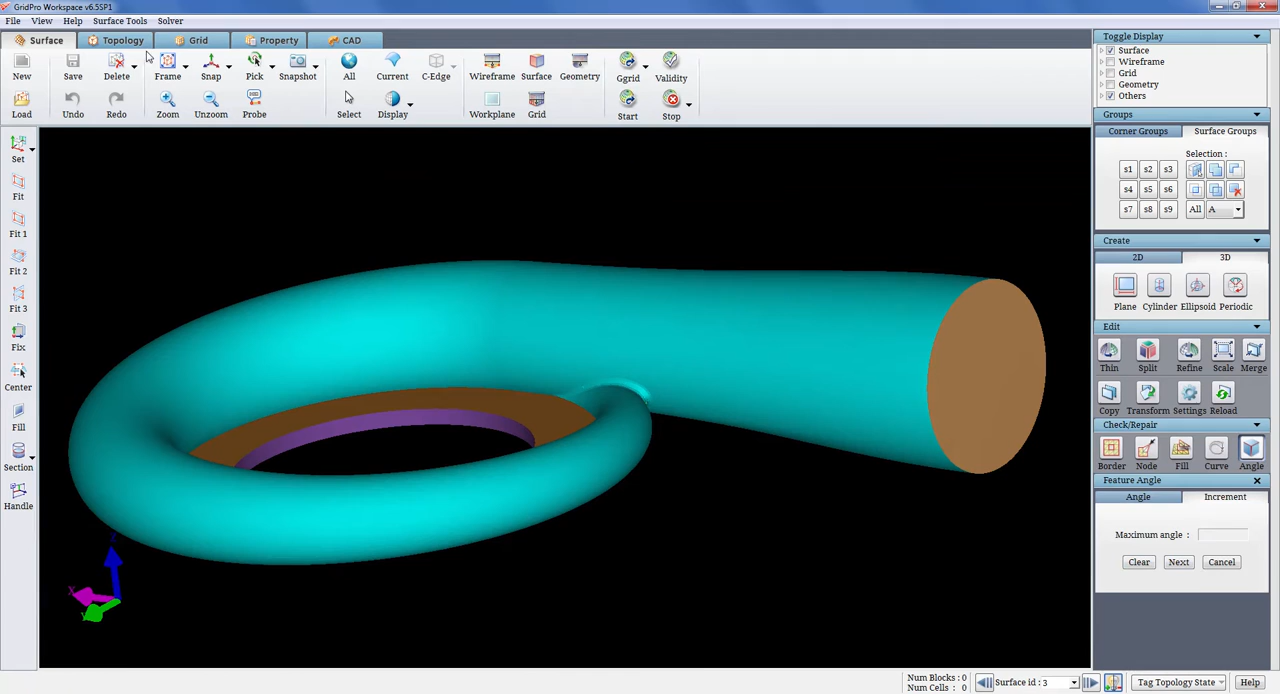 GridPro Workspace v6.5SP1
File View Help Surface Tools Solver
Surface Topology Grid Property CAD
New Save Delete Frame Snap Pick Snapshot All Current C-Edge Wireframe Surface Geometry Ggrid Validity
Load Undo Redo Zoom Unzoom Probe Select Display Workplane Grid Start Stop
Set
Fit
Fit 1
Fit 2
Fit 3
Fix
Center
Fill
Section
Handle
X
Y
Z
Toggle Display
Surface
Wireframe
Grid
Geometry
Others
Groups
Corner Groups Surface Groups
Selection :
s1 s2 s3
s4 s5 s6
s7 s8 s9 All A
Create
2D 3D
Plane Cylinder Ellipsoid Periodic
Edit
Thin Split Refine Scale Merge
Copy Transform Settings Reload
Check/Repair
Border Node Fill Curve Angle
Feature Angle
Angle Increment
Maximum angle :
Clear Next Cancel
Num Blocks: 0
Num Cells : 0
Surface id : 3 Tag Topology State Help